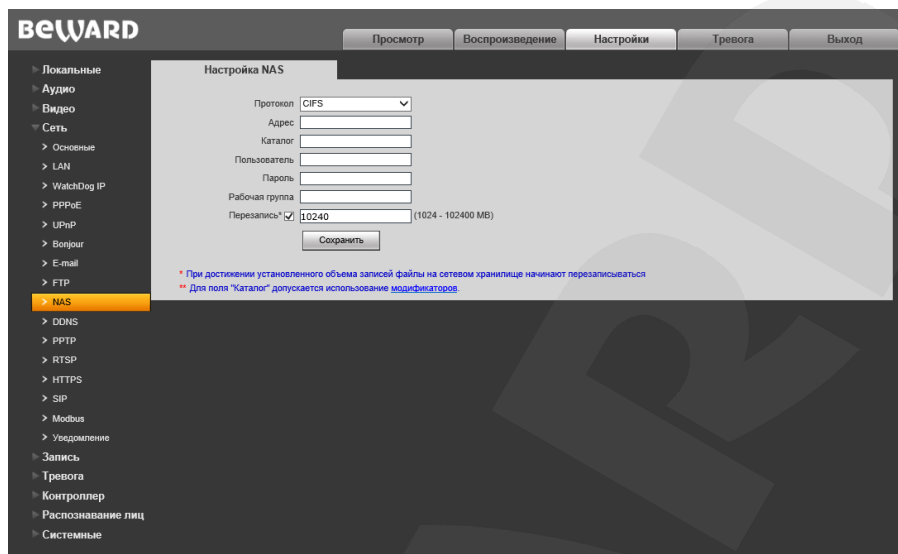 BEWARD
Просмотр
Воспроизведение
Настройки
Тревога
Выход
Локальные
Аудио
Видео
Сеть
Основные
LAN
WatchDog IP
PPPoE
UPnP
Bonjour
E-mail
FTP
NAS
DDNS
PPTP
RTSP
HTTPS
SIP
Modbus
Уведомление
Запись
Тревога
Контроллер
Распознавание лиц
Системные
Настройка NAS
Протокол CIFS
Адрес
Каталог
Пользователь
Пароль
Рабочая группа
Перезапись* 10240 (1024 - 102400 MB)
Сохранить
* При достижении установленного объема записей файлы на сетевом хранилище начинают перезаписываться
** Для поля "Каталог" допускается использование модификаторов.